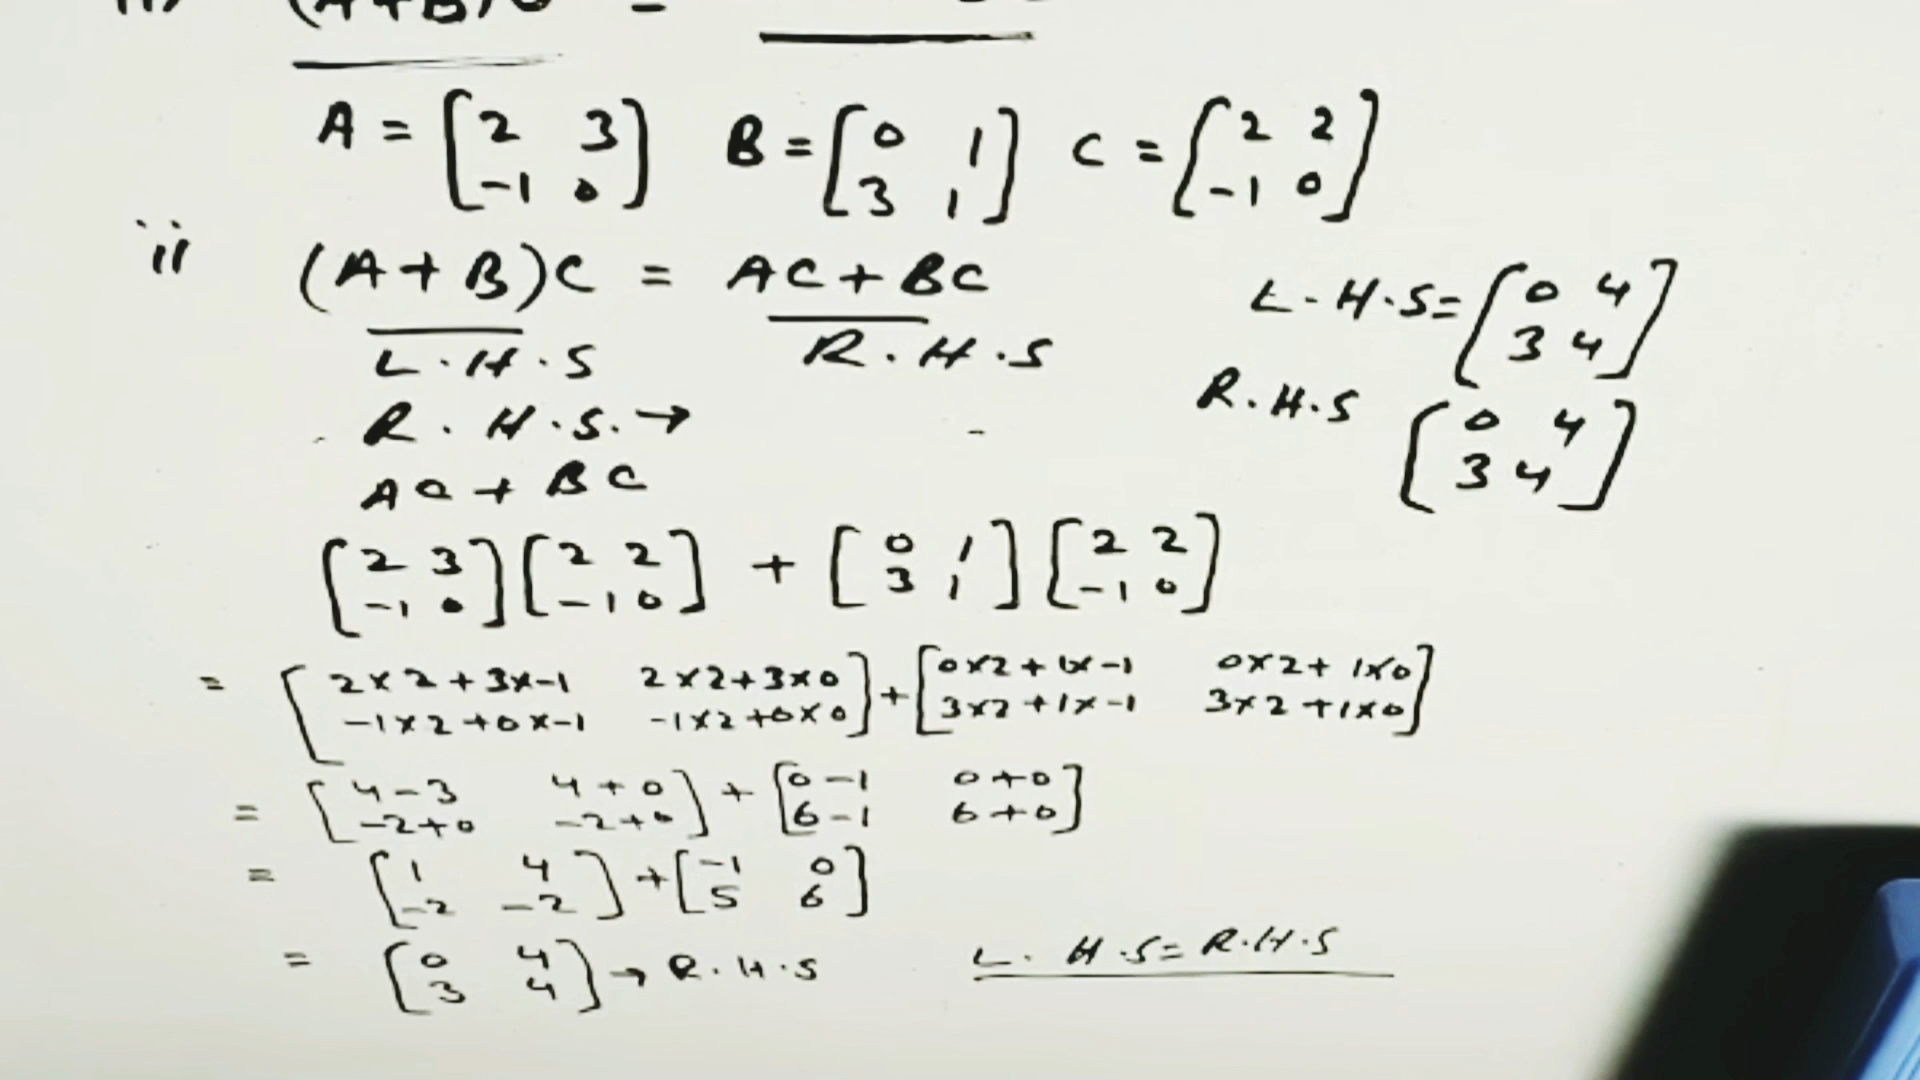 ii) (A+B)C =
A = [2 3 B = [0 1 C = [2 2
-1 0] 3 1] -1 0]
ii (A+B)C = AC+BC
L.H.S R.H.S
L.H.S = [0 4
3 4]
R.H.S.→
R.H.S [0 4
3 4]
AC + BC
[2 3 [2 2 + [0 1 [2 2
-1 0] -1 0] 3 1] -1 0]
= [2×2+3×-1 2×2+3×0 + [0×2+1×-1 0×2+1×0
-1×2+0×-1 -1×2+0×0] 3×2+1×-1 3×2+1×0]
= [4-3 4+0 + [0-1 0+0
-2+0 -2+0] 6-1 6+0]
= [1 4 + [-1 0
-2 -2] 5 6]
= [0 4 → R.H.S
3 4]
L.H.S = R.H.S